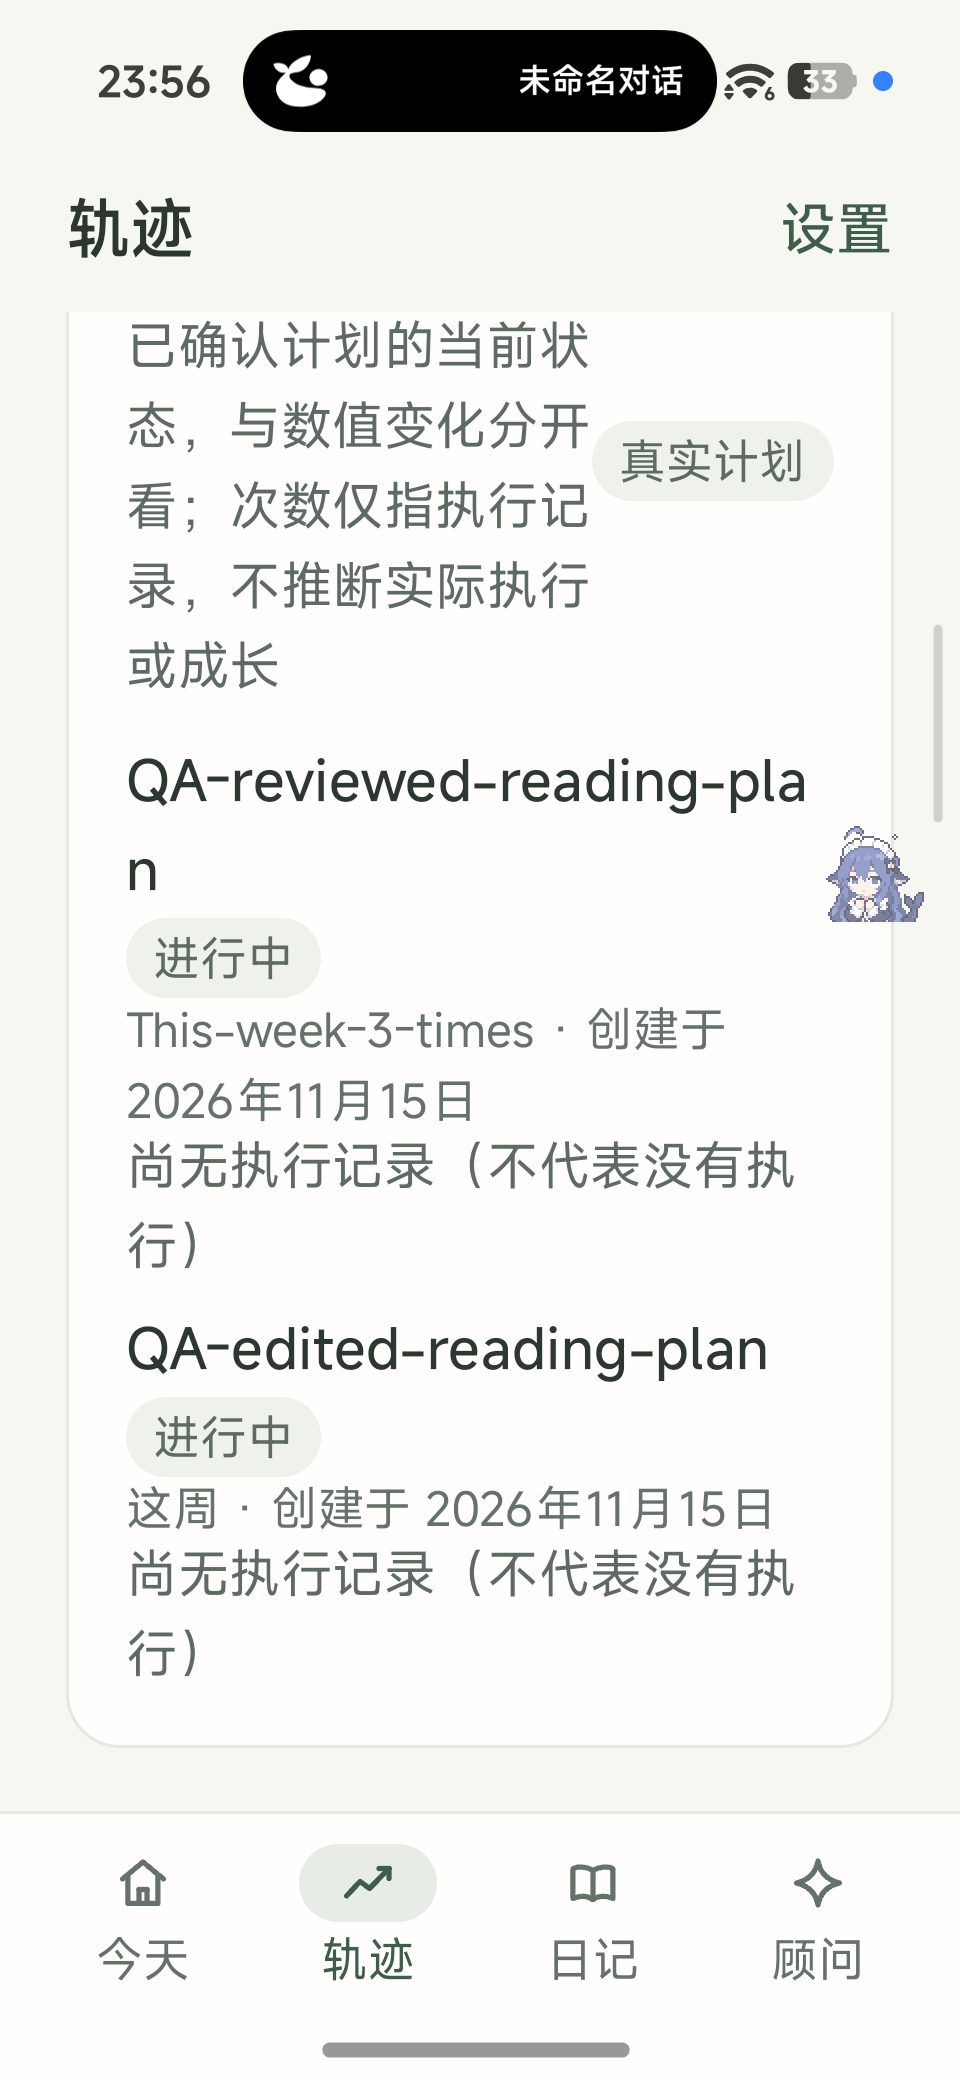 23:56
未命名对话
6
33
轨迹
设置
已确认计划的当前状
态，与数值变化分开
看；次数仅指执行记
录，不推断实际执行
或成长
真实计划
QA-reviewed-reading-pla
n
进行中
This-week-3-times · 创建于
2026年11月15日
尚无执行记录（不代表没有执
行）
QA-edited-reading-plan
进行中
这周 · 创建于 2026年11月15日
尚无执行记录（不代表没有执
行）
今天
轨迹
日记
顾问